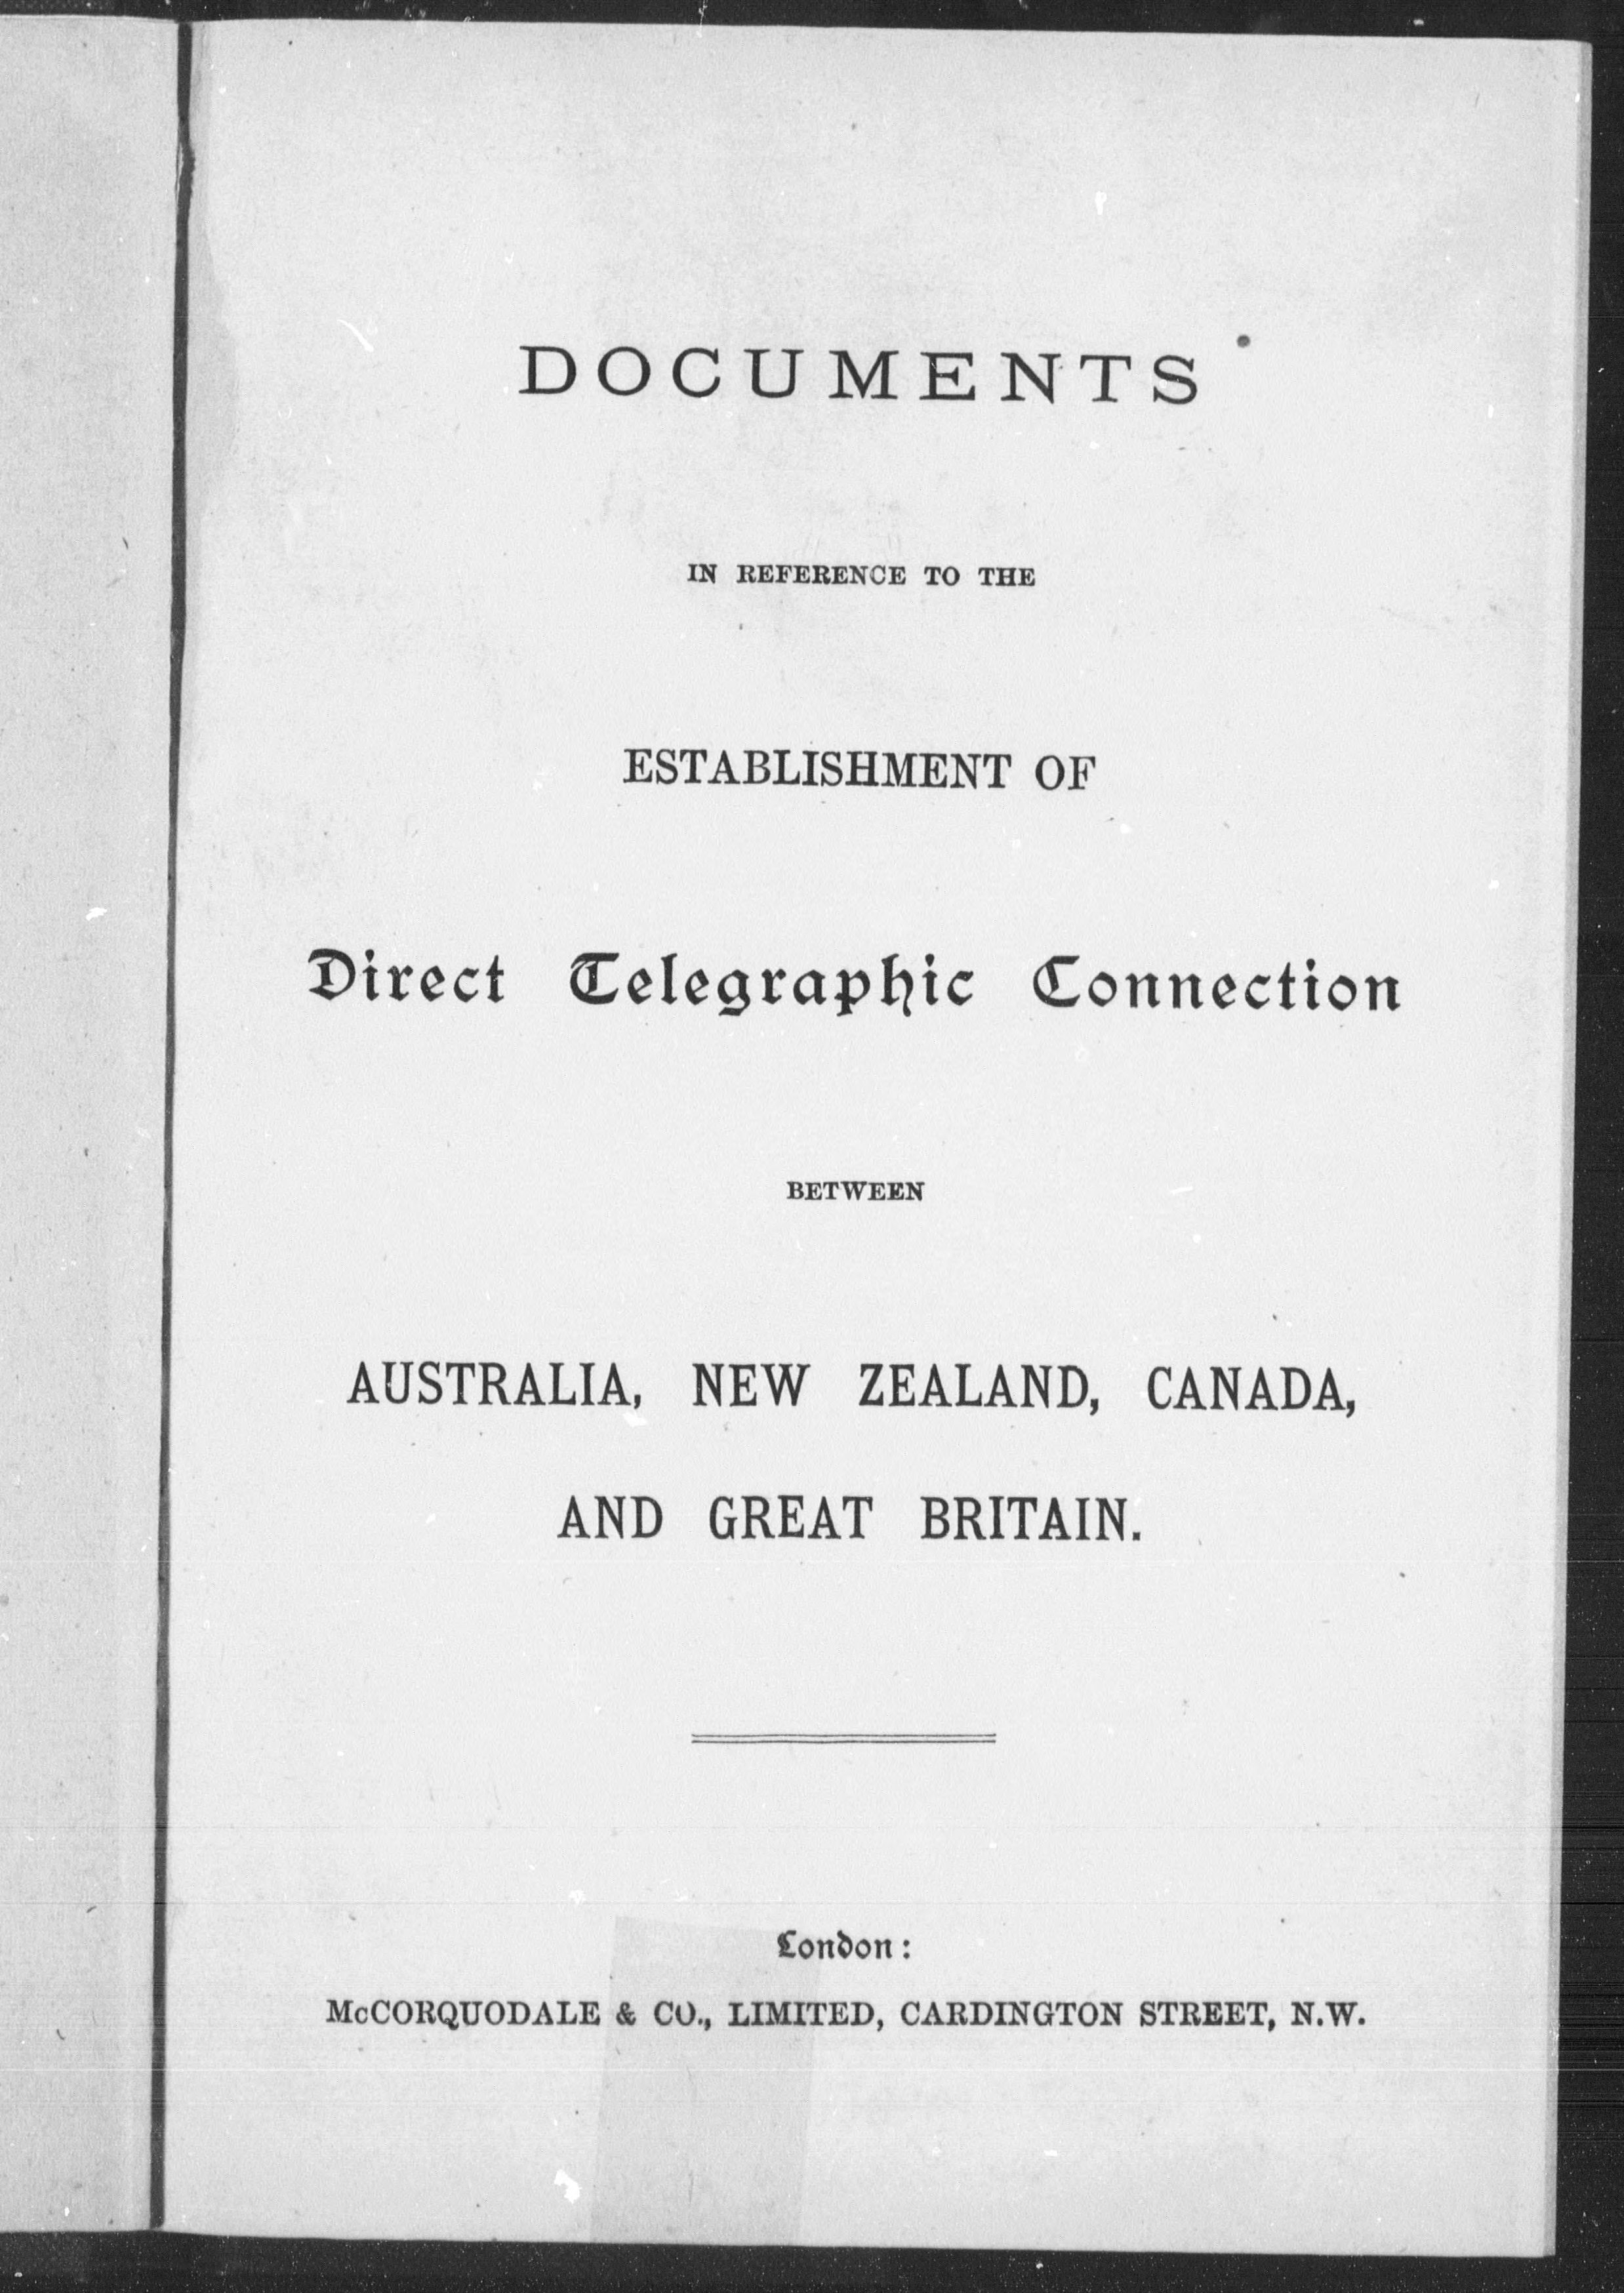 DOCUMENTS
IN REFERENCE TO THE
ESTABLISHMENT OF
Direct Telegraphic Connection
BETWEEN
AUSTRALIA, NEW ZEALAND, CANADA,
AND GREAT BRITAIN.
London:
McCORQUODALE & CO., LIMITED, CARDINGTON STREET, N.W.